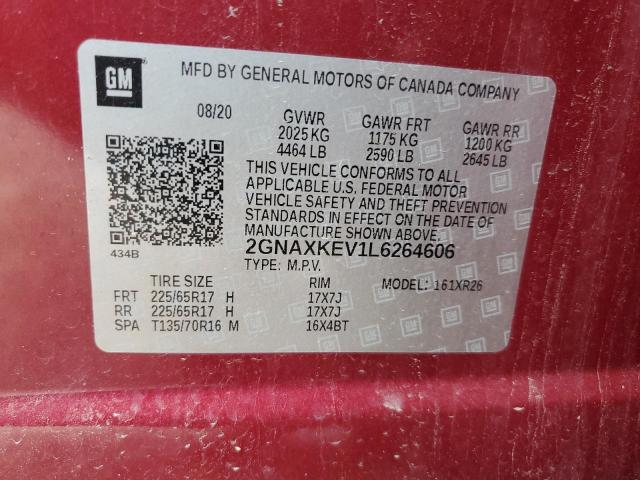 GM
MFD BY GENERAL MOTORS OF CANADA COMPANY
08/20 GVWR GAWR FRT GAWR RR
2025 KG 1175 KG 1200 KG
4464 LB 2590 LB 2645 LB
THIS VEHICLE CONFORMS TO ALL
APPLICABLE U.S. FEDERAL MOTOR
VEHICLE SAFETY AND THEFT PREVENTION
STANDARDS IN EFFECT ON THE DATE OF
MANUFACTURE SHOWN ABOVE.
434B 2GNAXKEV1L6264606
TYPE: M.P.V. MODEL: 161XR26
TIRE SIZE RIM
FRT 225/65R17 H 17X7J
RR 225/65R17 H 17X7J
SPA T135/70R16 M 16X4BT